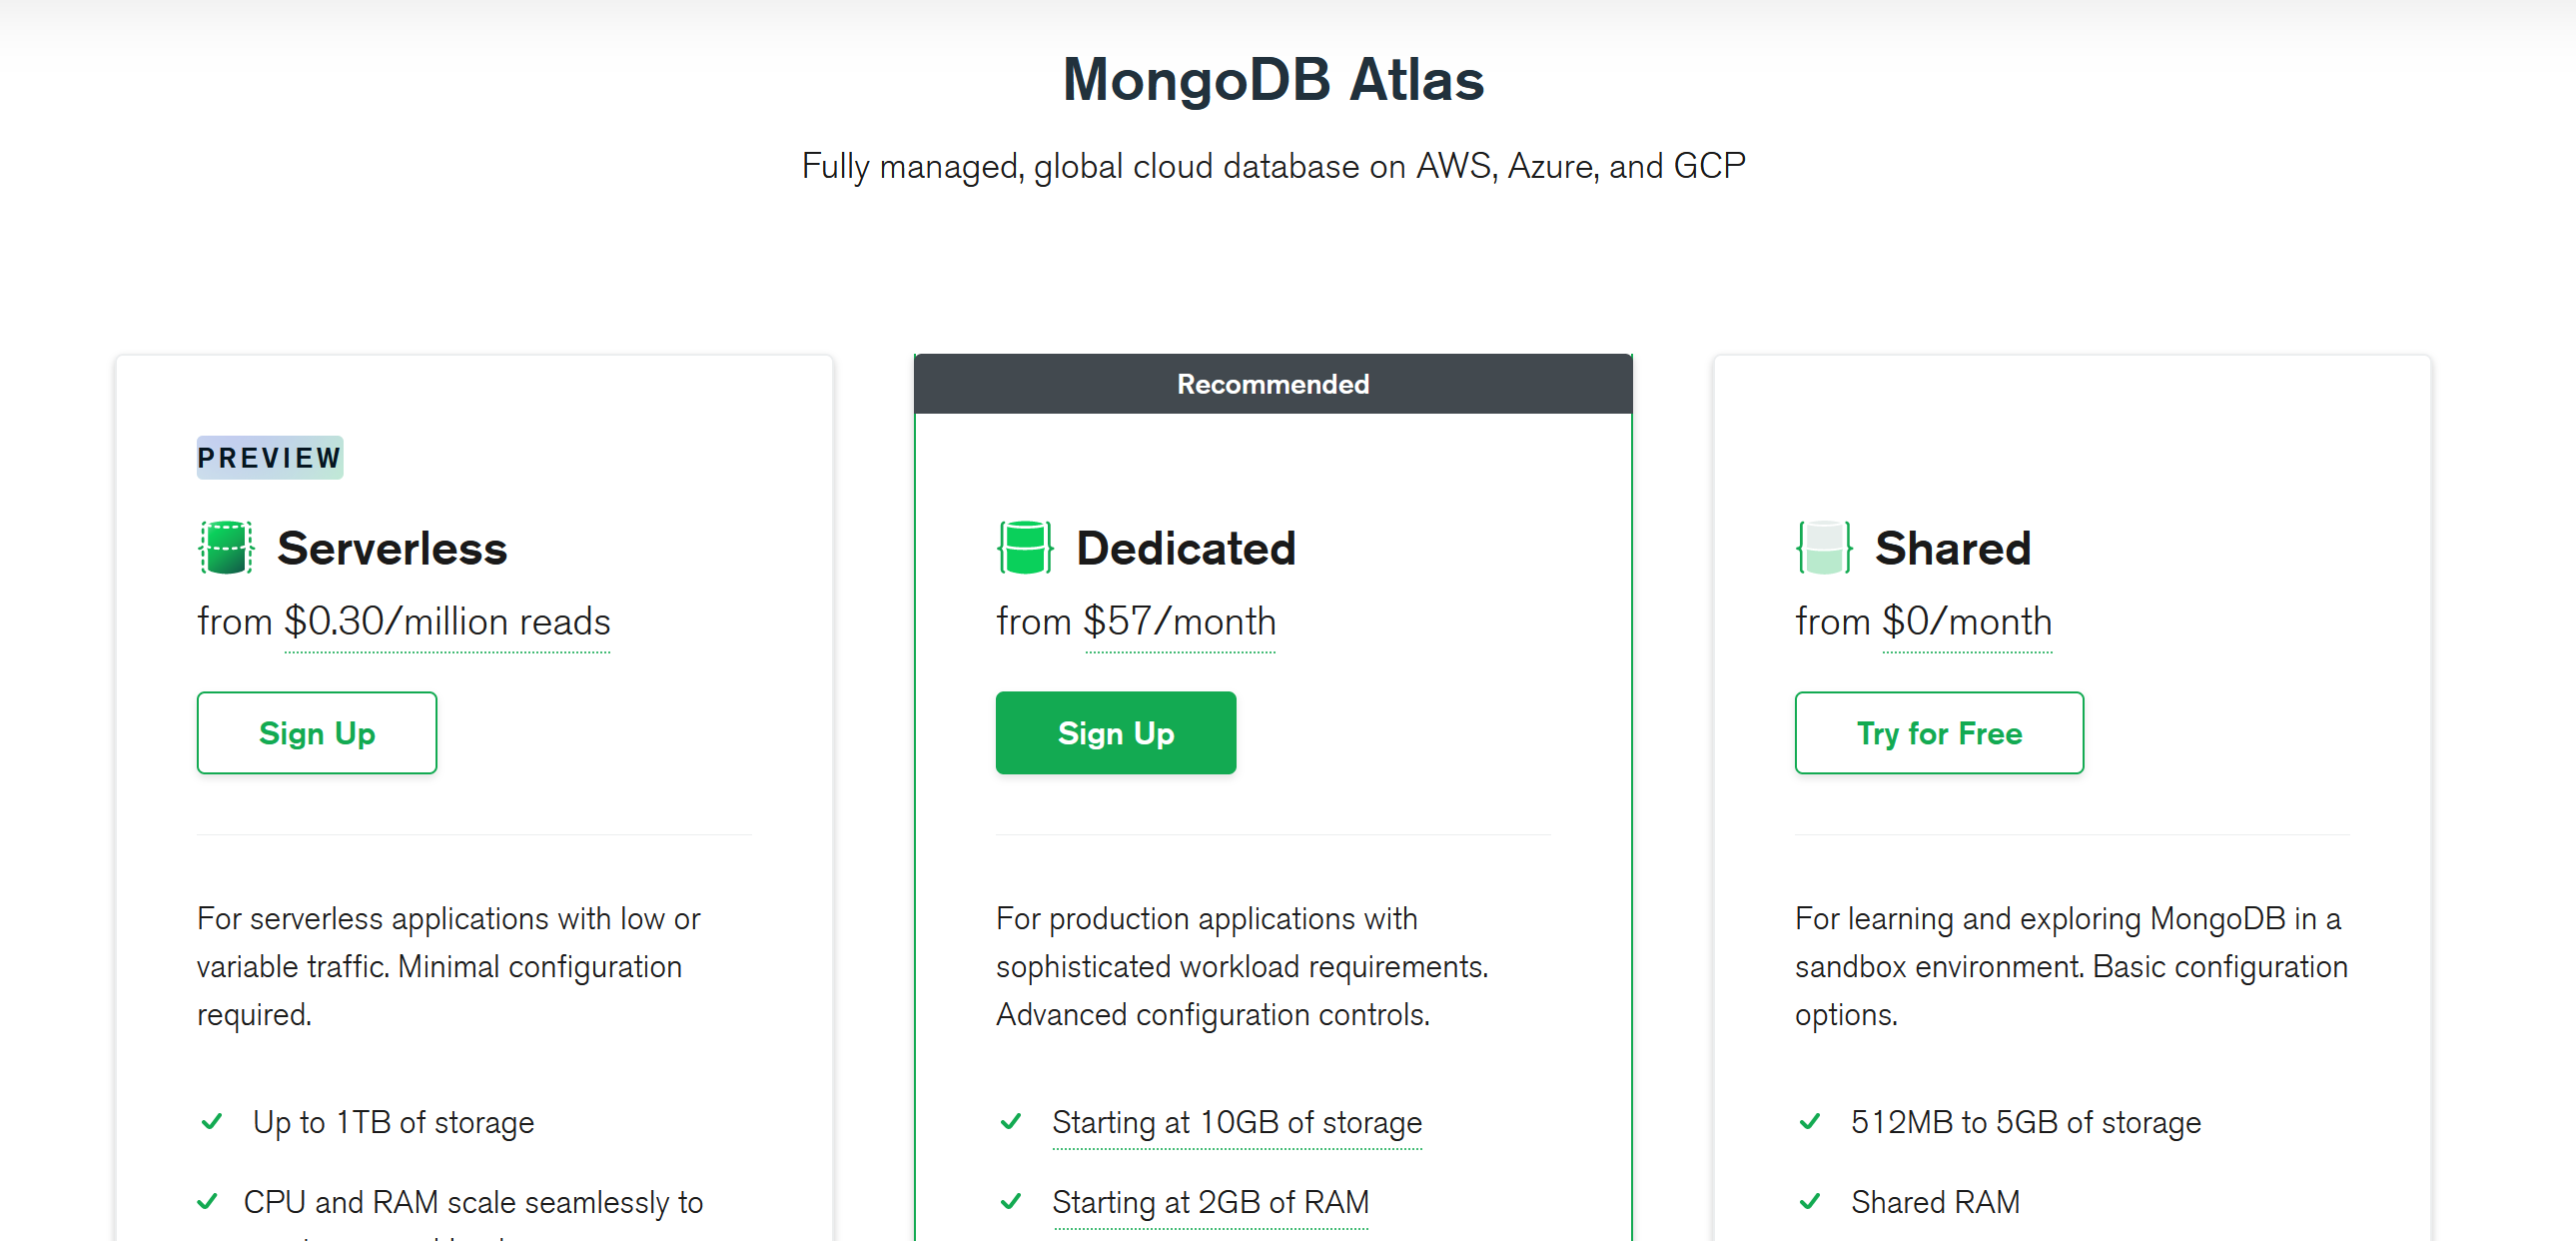 MongoDB Atlas
Fully managed, global cloud database on AWS, Azure, and GCP
PREVIEW
Serverless
from $0.30/million reads
Sign Up
For serverless applications with low or
variable traffic. Minimal configuration
required.
Up to 1TB of storage
CPU and RAM scale seamlessly to
Recommended
Dedicated
from $57/month
Sign Up
For production applications with
sophisticated workload requirements.
Advanced configuration controls.
Starting at 10GB of storage
Starting at 2GB of RAM
Shared
from $0/month
Try for Free
For learning and exploring MongoDB in a
sandbox environment. Basic configuration
options.
512MB to 5GB of storage
Shared RAM